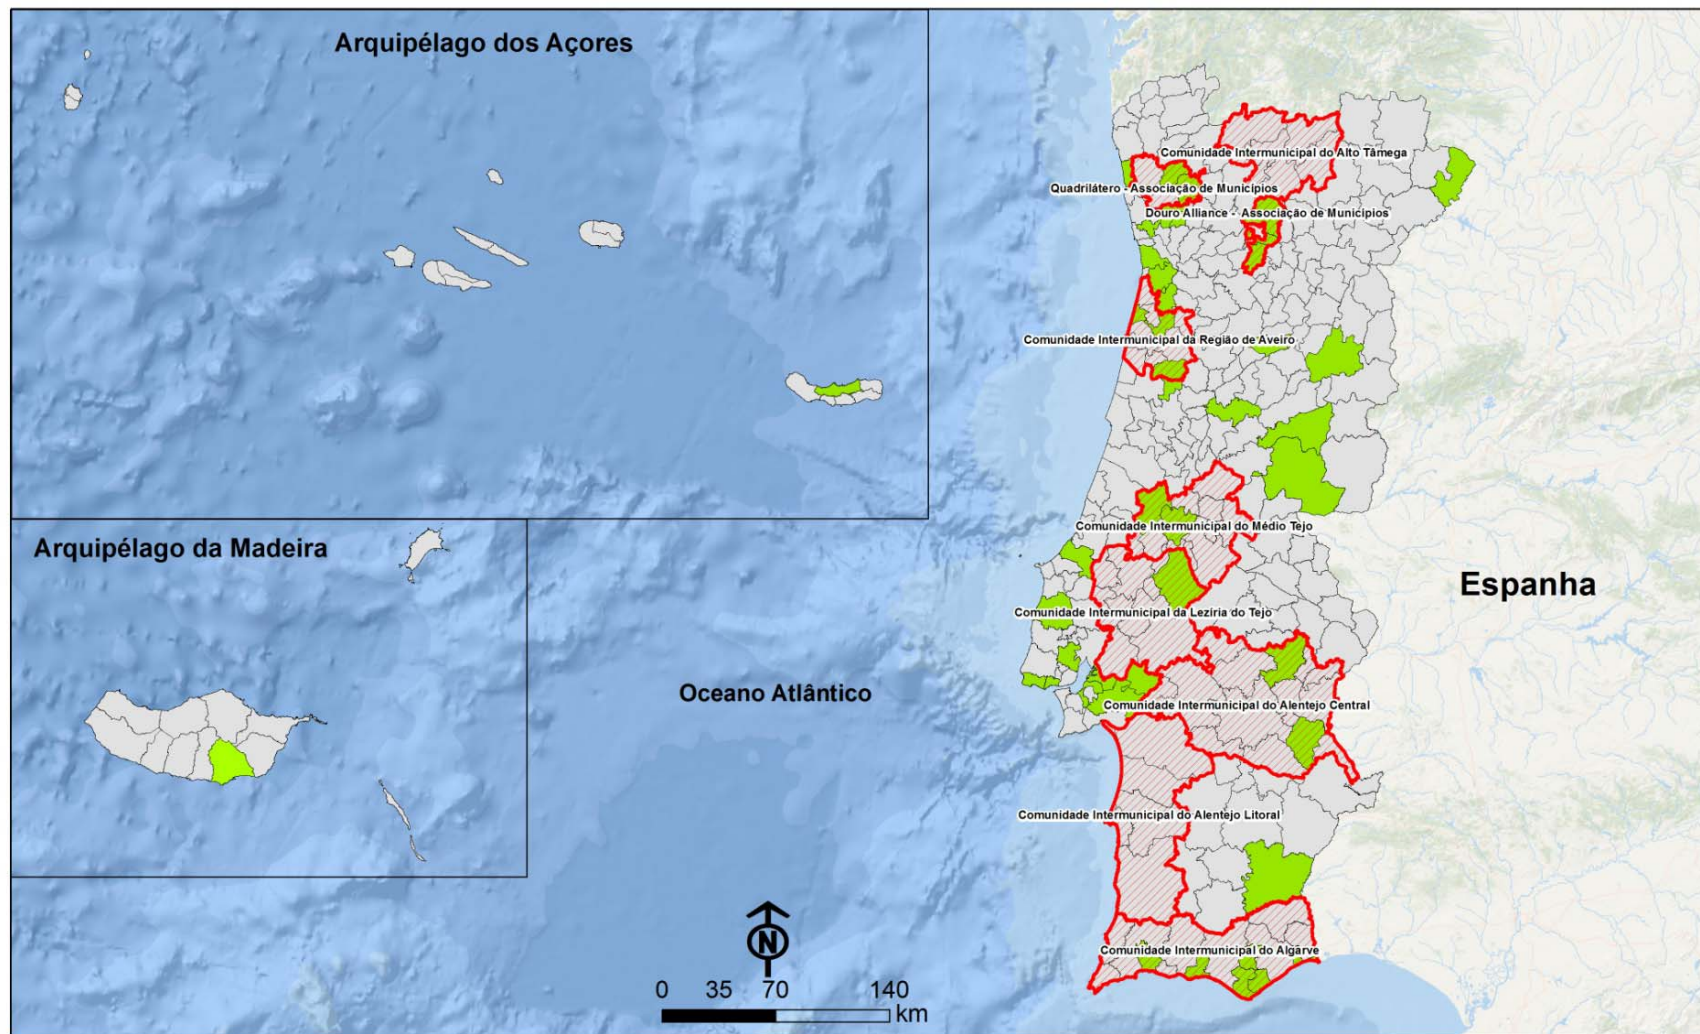 Arquipélago dos Açores
Comunidade Intermunicipal do Alto Tâmega
Quadrilátero - Associação de Municípios
Douro Alliance - Associação de Municípios
Comunidade Intermunicipal da Região de Aveiro
Arquipélago da Madeira
Comunidade Intermunicipal do Médio Tejo
Espanha
Comunidade Intermunicipal da Lezíria do Tejo
Oceano Atlântico
Comunidade Intermunicipal do Alentejo Central
Comunidade Intermunicipal do Alentejo Litoral
N
Comunidade Intermunicipal do Algarve
0 35 70 140
km